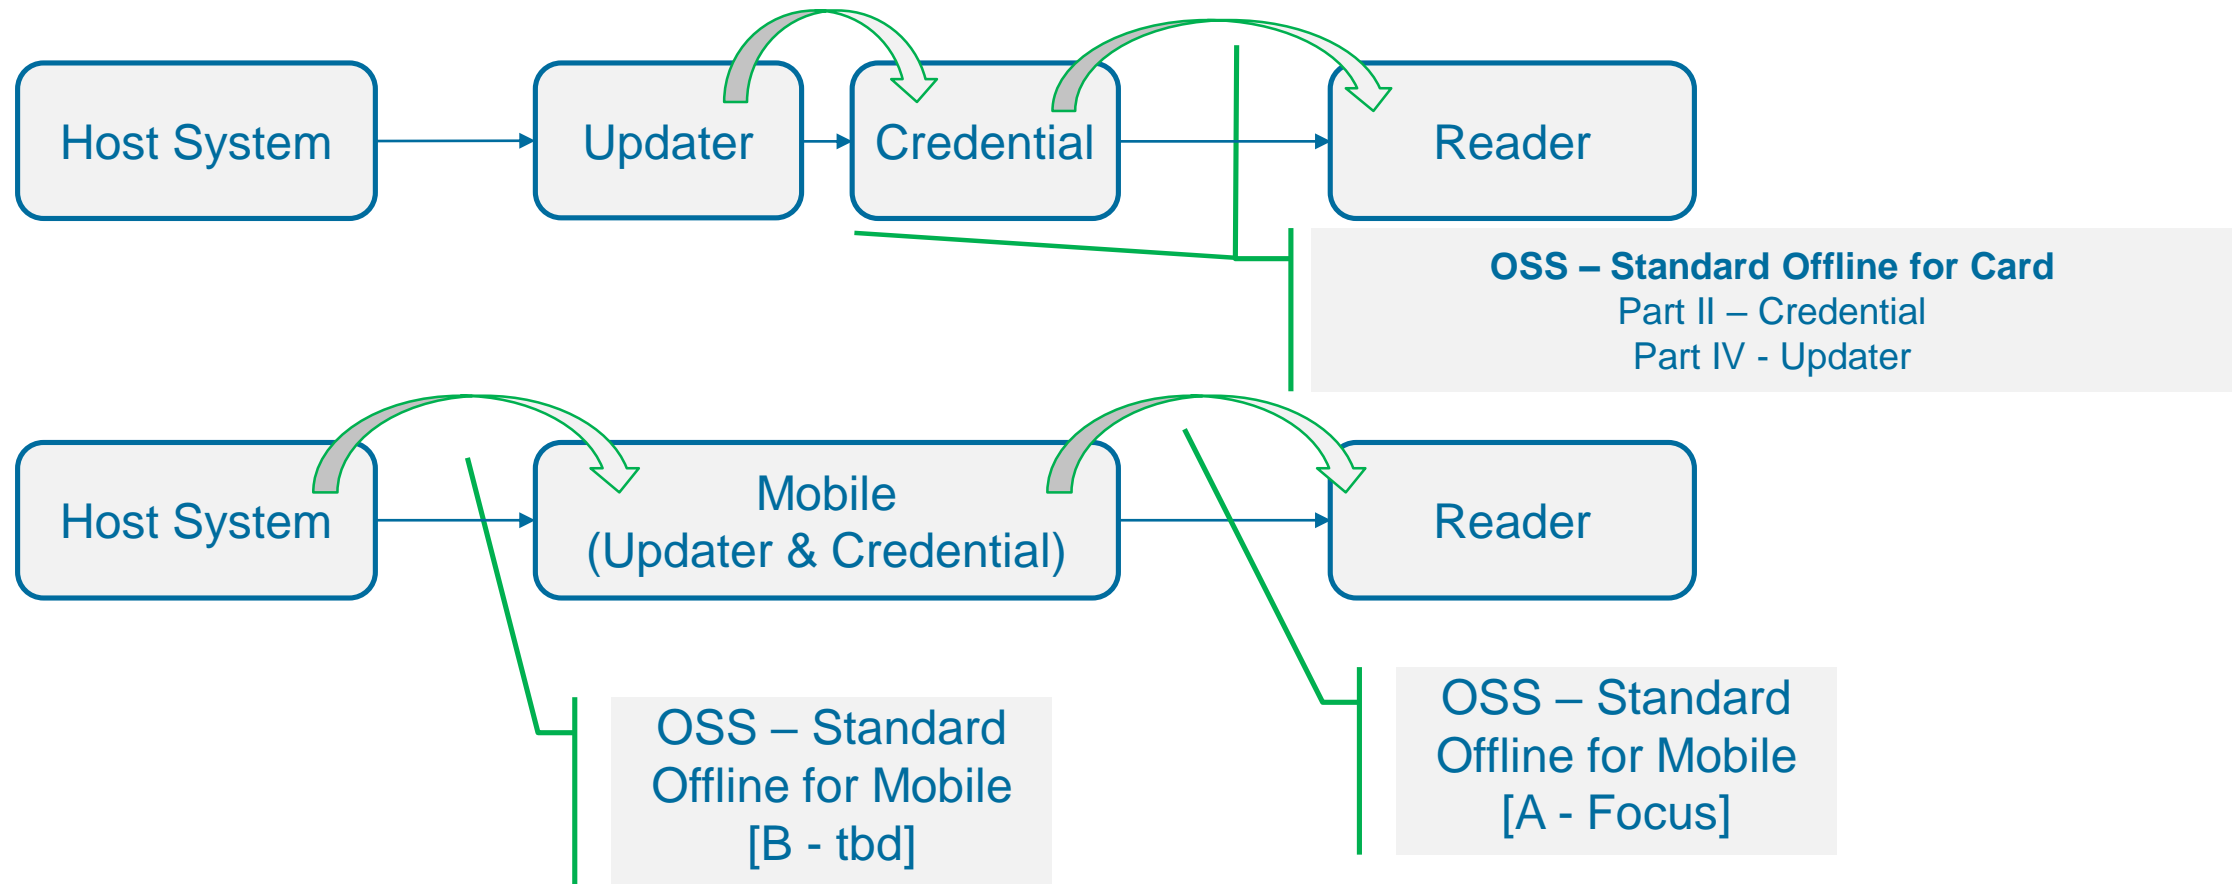 Host System
Updater
Credential
Reader
OSS – Standard Offline for Card
Part II – Credential
Part IV - Updater
Host System
Mobile
(Updater & Credential)
Reader
OSS – Standard
Offline for Mobile
[B - tbd]
OSS – Standard
Offline for Mobile
[A - Focus]